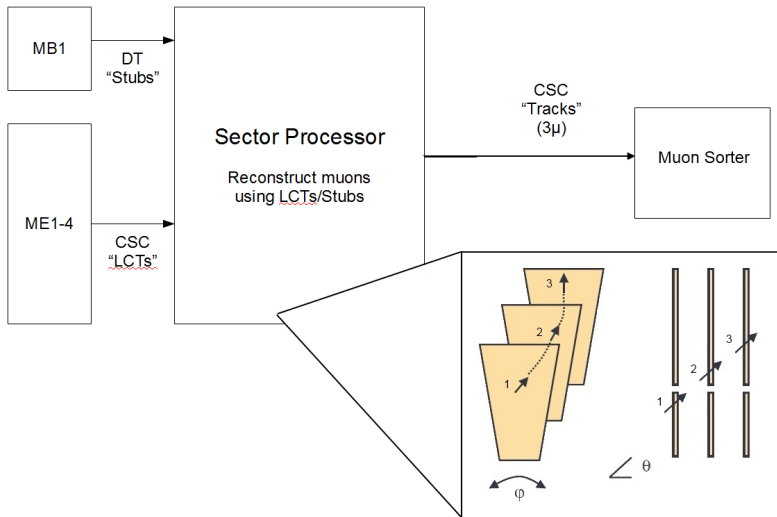 MB1
DT
“Stubs”
ME1-4
CSC
“LCTs”
Sector Processor
Reconstruct muons
using LCTs/Stubs
CSC
“Tracks”
(3μ)
Muon Sorter
3
2
1
φ
3
2
1
θ